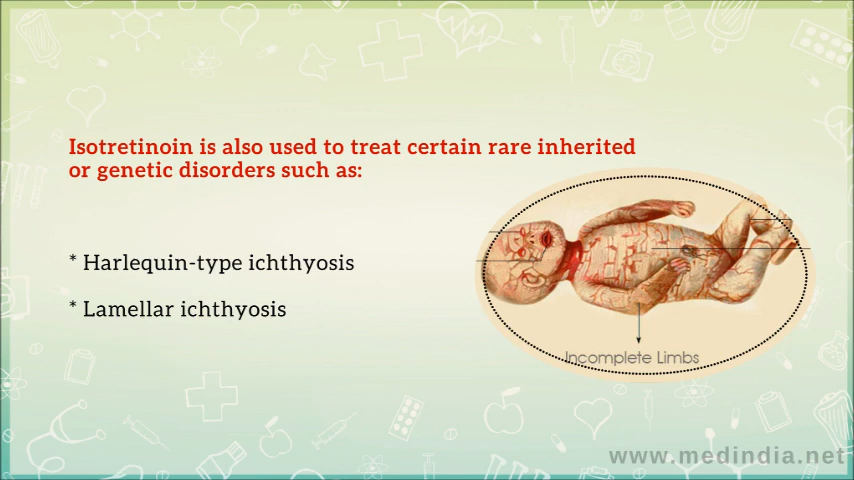 Isotretinoin is also used to treat certain rare inherited
or genetic disorders such as:
* Harlequin-type ichthyosis
* Lamellar ichthyosis
Incomplete Limbs
www.medindia.net